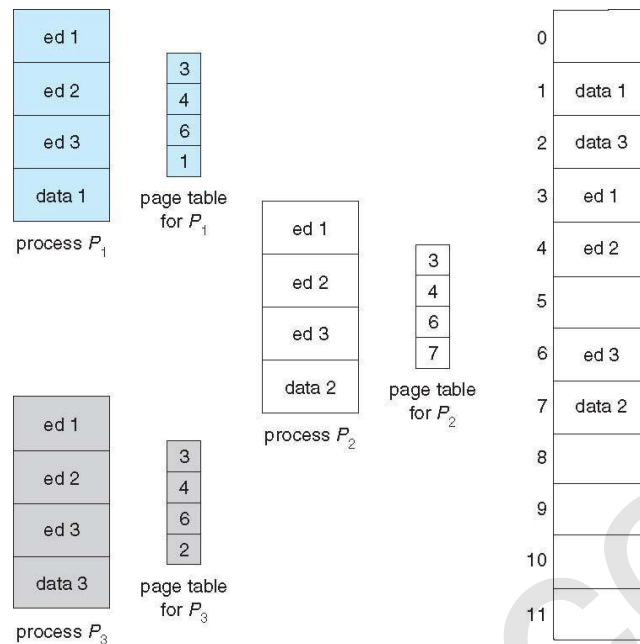 ed 1
ed 2
ed 3
data 1
process P1
3
4
6
1
page table
for P1
ed 1
ed 2
ed 3
data 2
process P2
3
4
6
7
page table
for P2
ed 1
ed 2
ed 3
data 3
process P3
3
4
6
2
page table
for P3
0
1 data 1
2 data 3
3 ed 1
4 ed 2
5
6 ed 3
7 data 2
8
9
10
11